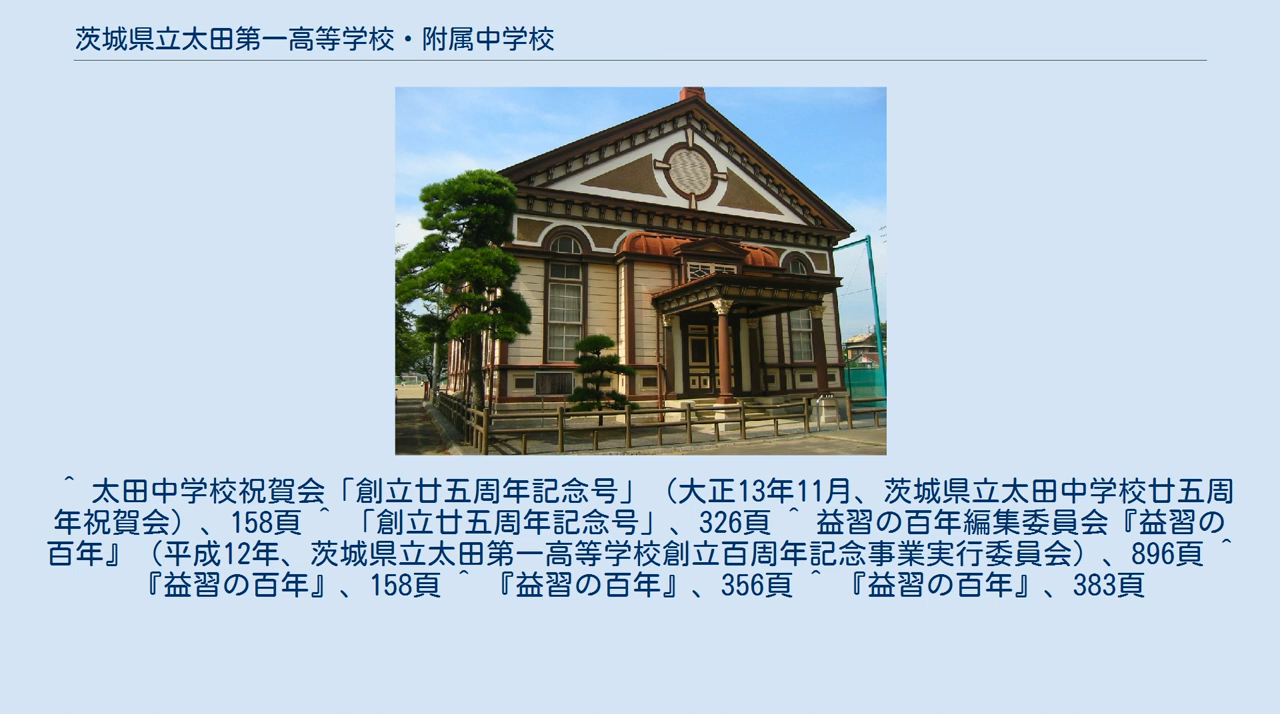 茨城県立太田第一高等学校・附属中学校
＾ 太田中学校祝賀会「創立廿五周年記念号」（大正13年11月、茨城県立太田中学校廿五周
年祝賀会）、158頁 ＾ 「創立廿五周年記念号」、326頁 ＾ 益習の百年編集委員会『益習の
百年』（平成12年、茨城県立太田第一高等学校創立百周年記念事業実行委員会）、896頁 ＾
『益習の百年』、158頁 ＾ 『益習の百年』、356頁 ＾ 『益習の百年』、383頁